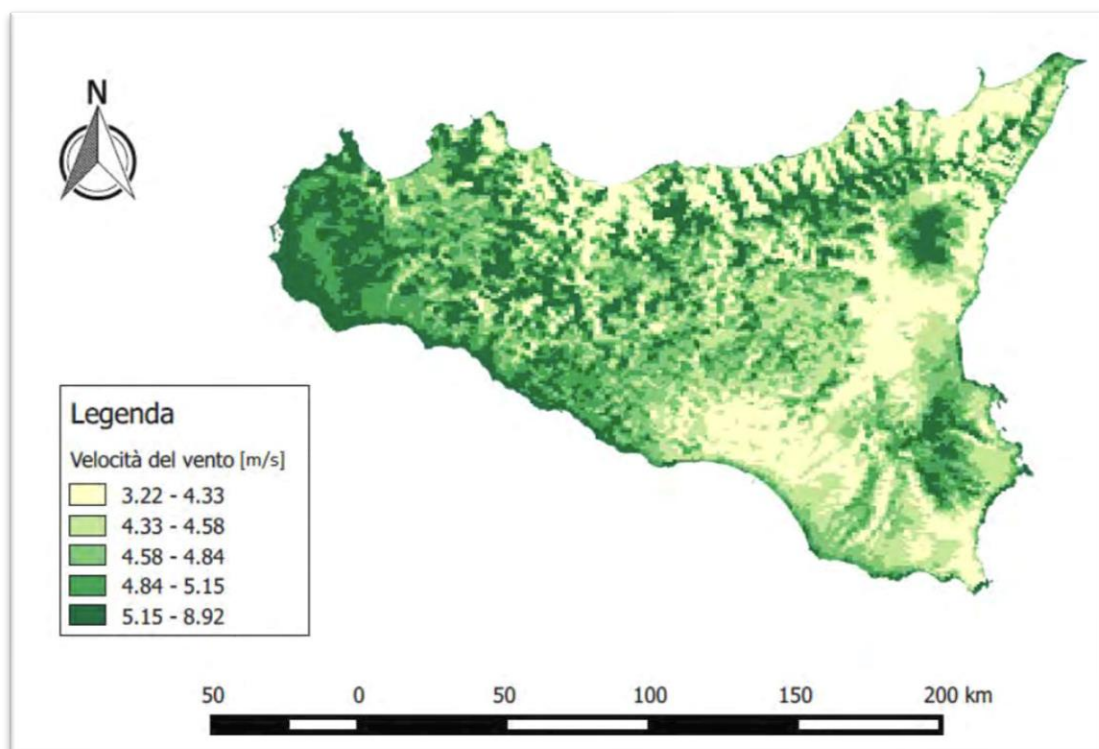 N
Legenda
Velocità del vento [m/s]
3.22 - 4.33
4.33 - 4.58
4.58 - 4.84
4.84 - 5.15
5.15 - 8.92
50 0 50 100 150 200 km